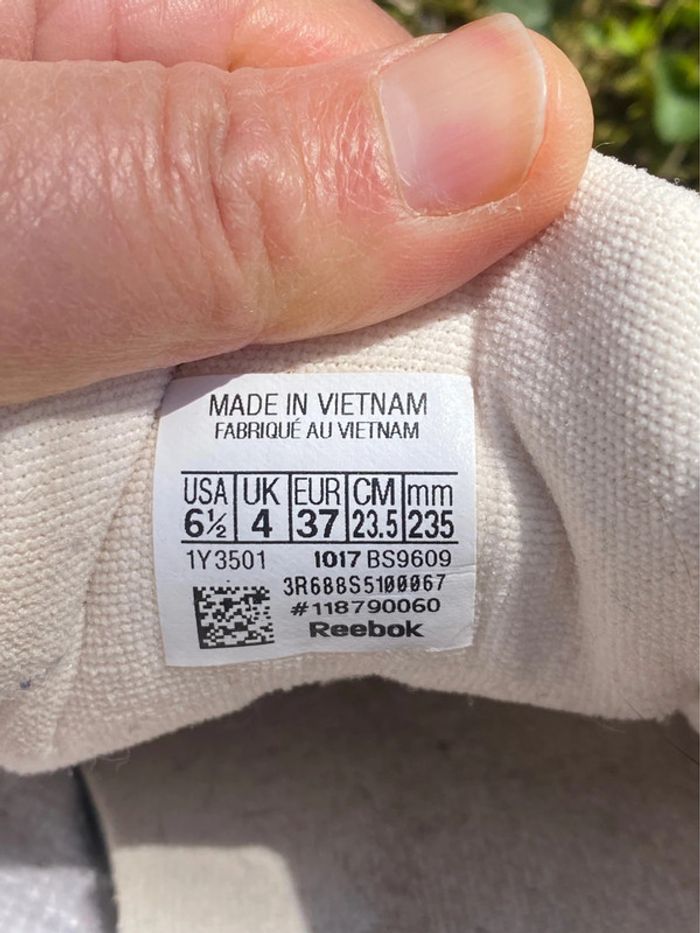 MADE IN VIETNAM
FABRIQUÉ AU VIETNAM
USA UK EUR CM mm
6½ 4 37 23.5 235
1Y3501 1017 BS9609
3R688S5100067
#118790060
Reebok